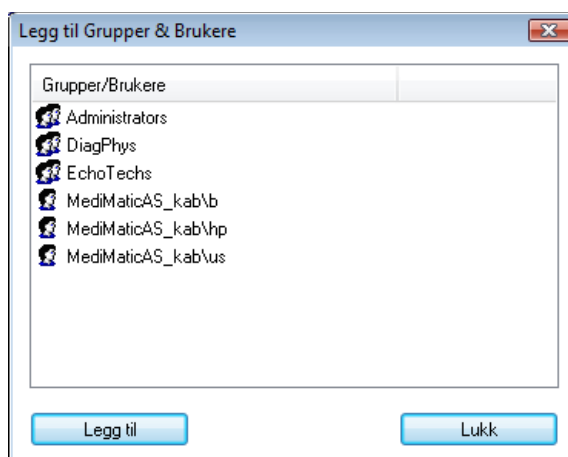 Legg til Grupper & Brukere
Grupper/Brukere
Administrators
DiagPhys
EchoTechs
MediMaticAS_kab\b
MediMaticAS_kab\hp
MediMaticAS_kab\us
Legg til
Lukk